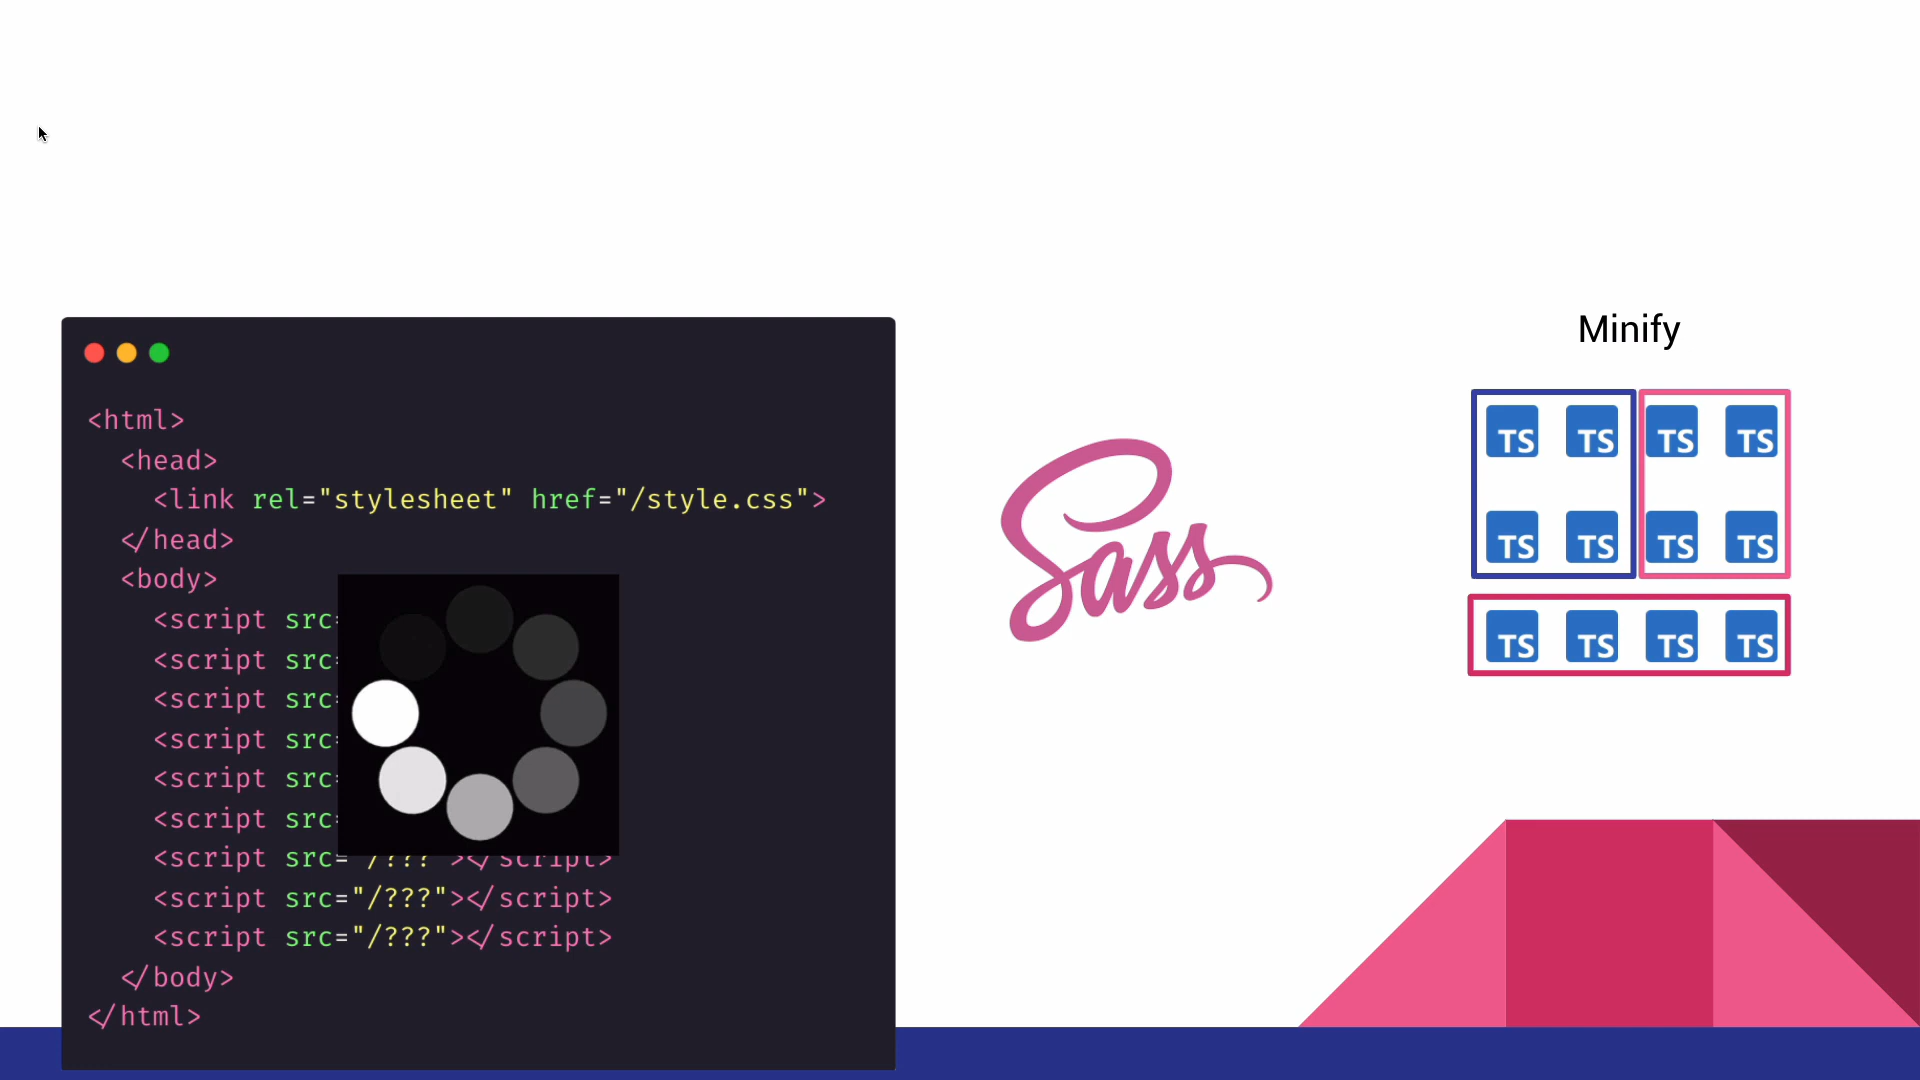 <html>
<head>
<link rel="stylesheet" href="/style.css">
</head>
<body>
<script src=
<script src=
<script src=
<script src=
<script src=
<script src=
<script src="/???"></script>
<script src="/???"></script>
<script src="/???"></script>
</body>
</html>
Sass
Minify
TS TS TS TS
TS TS TS TS
TS TS TS TS